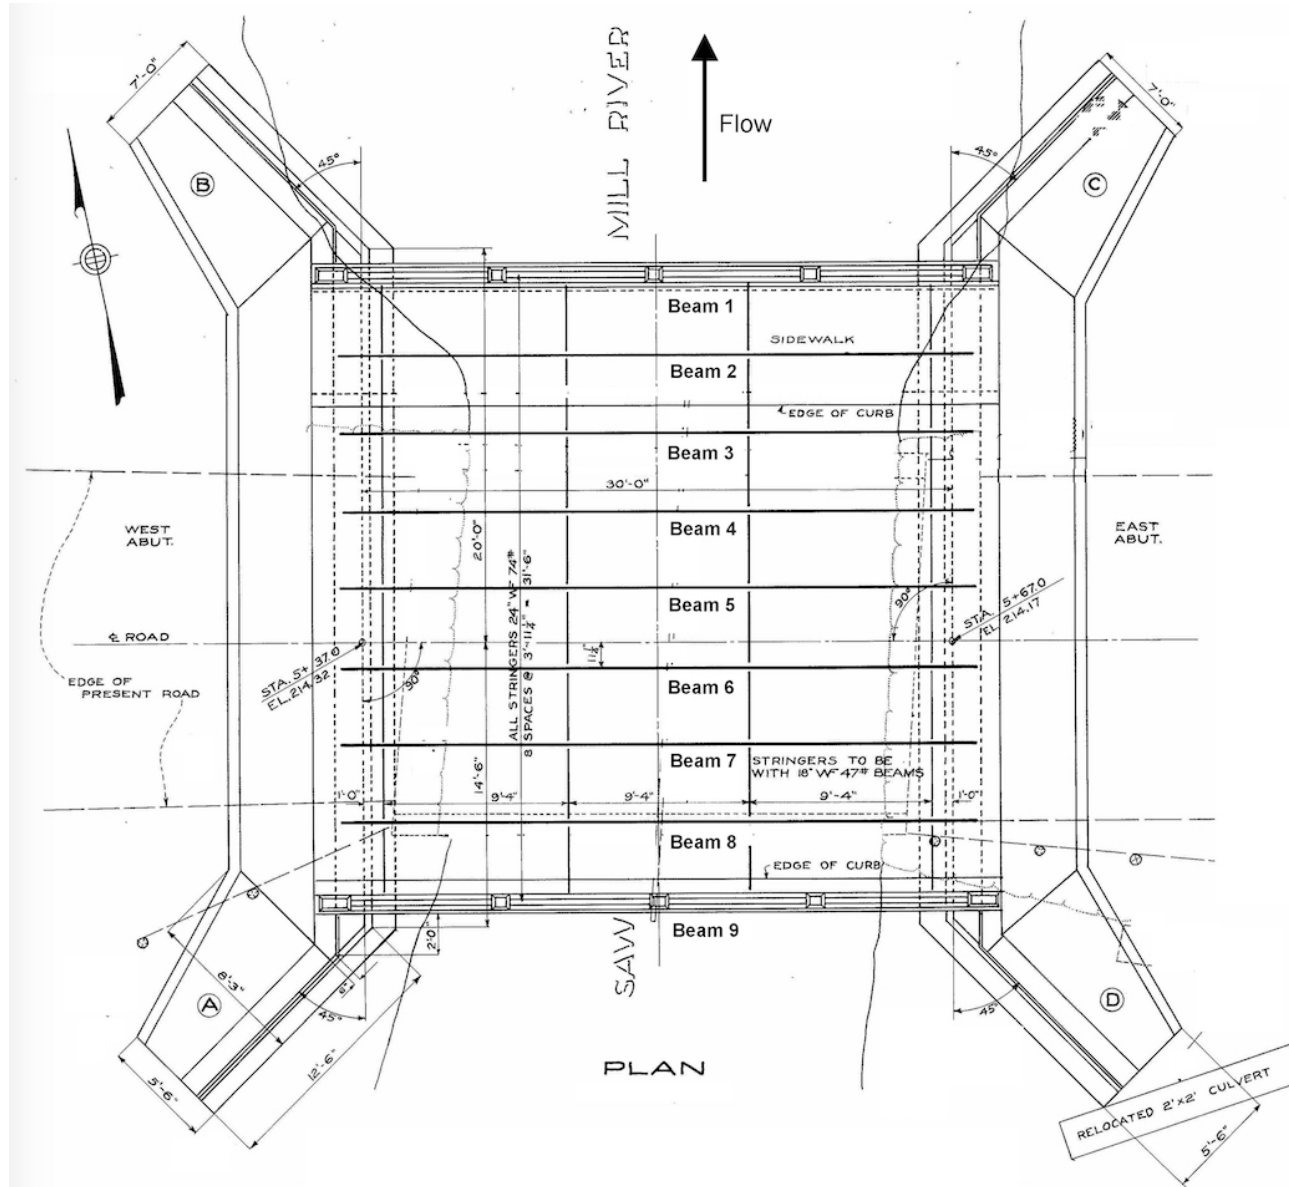 MILL RIVER
Flow
7'-0"
7'-0"
45°
45°
B
C
Beam 1
SIDEWALK
Beam 2
EDGE OF CURB
Beam 3
30'-0"
WEST
ABUT.
EAST
ABUT.
Beam 4
20'-0"
ALL STRINGERS 24" WF 74#
8 SPACES @ 3'-11¼" = 31'-6"
Beam 5
90°
STA. 5+67.0
EL. 214.17
℄ ROAD
STA. 5+37.0
EL. 214.32
90°
11¼"
EDGE OF
PRESENT ROAD
Beam 6
Beam 7
STRINGERS TO BE
WITH 18" WF 47# BEAMS
14'-6"
1'-0"
9'-4"
9'-4"
9'-4"
1'-0"
Beam 8
EDGE OF CURB
Beam 9
SAW
2'-0"
8'-3"
6"
A
45°
45°
D
12'-6"
5'-6"
PLAN
RELOCATED 2'x2' CULVERT
5'-6"